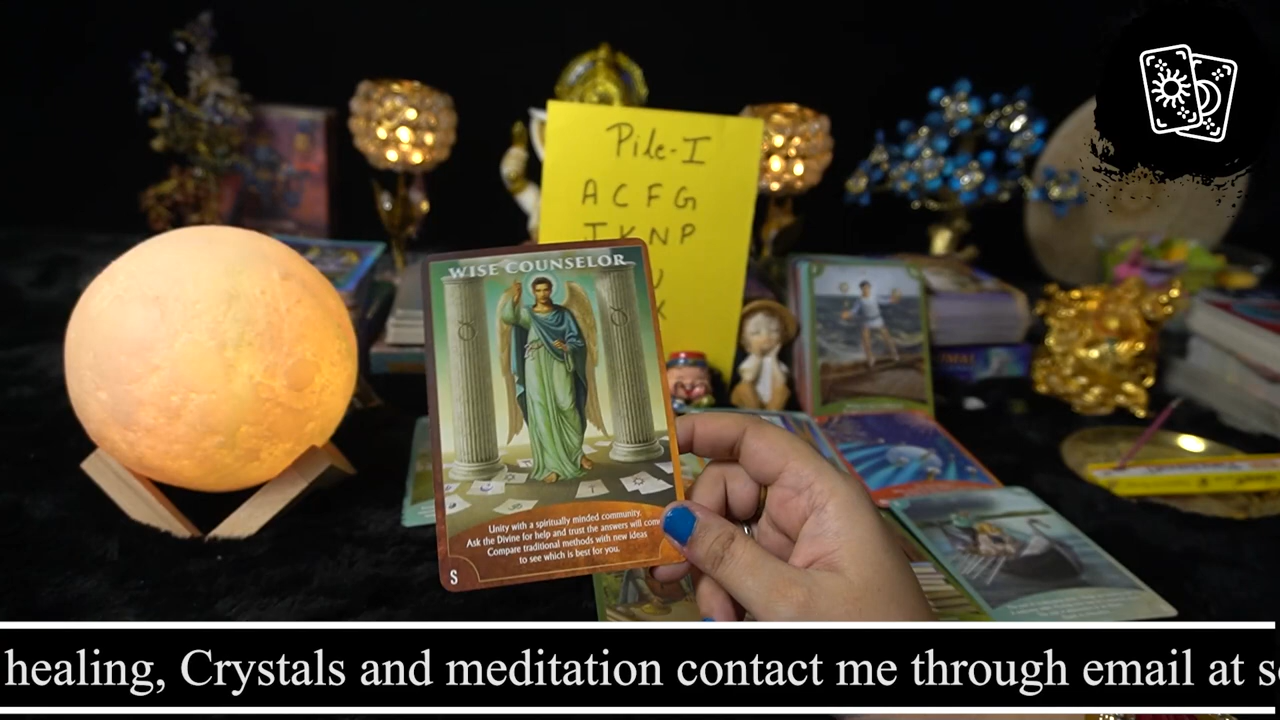 Pile-I
A C F G
J K N P
U
X
WISE COUNSELOR
Unity with a spiritually minded community.
Ask the Divine for help and trust the answers will com
Compare traditional methods with new ideas
to see which is best for you.
S
healing, Crystals and meditation contact me through email at s